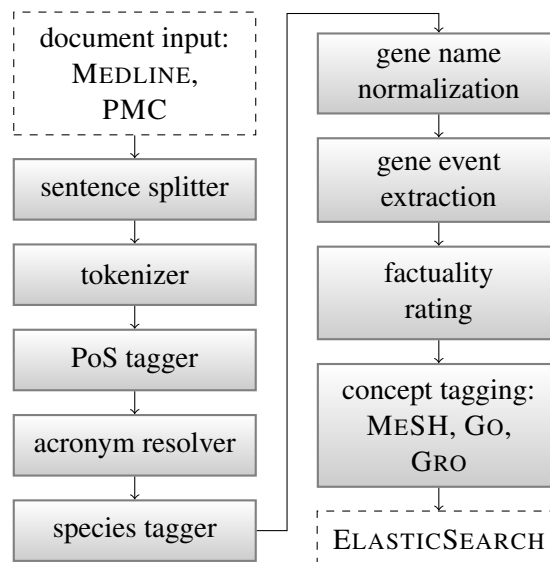 document input:
MEDLINE,
PMC
sentence splitter
tokenizer
PoS tagger
acronym resolver
species tagger
gene name
normalization
gene event
extraction
factuality
rating
concept tagging:
MESH, GO,
GRO
ELASTICSEARCH